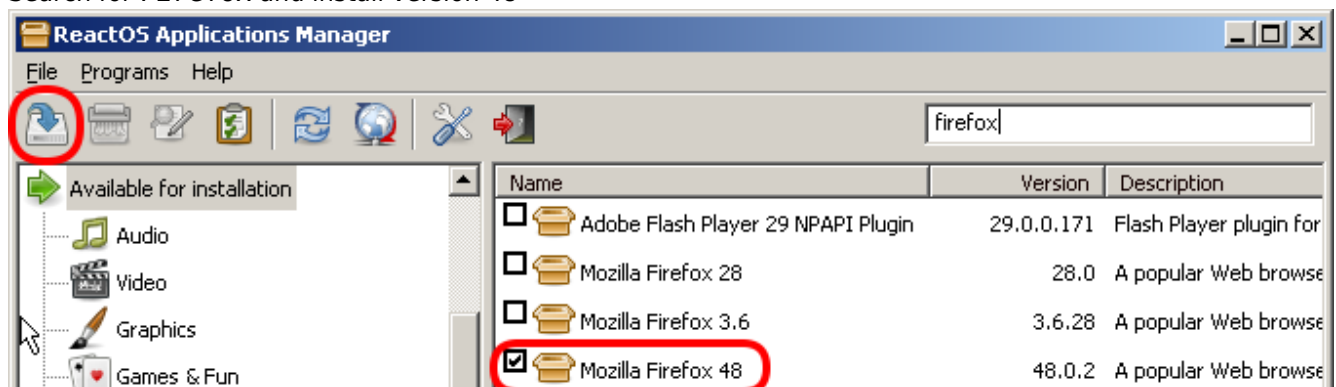 ReactOS Applications Manager
File Programs Help
firefox
Available for installation
Audio
Video
Graphics
Games & Fun
Name Version Description
Adobe Flash Player 29 NPAPI Plugin 29.0.0.171 Flash Player plugin for
Mozilla Firefox 28 28.0 A popular Web browse
Mozilla Firefox 3.6 3.6.28 A popular Web browse
Mozilla Firefox 48 48.0.2 A popular Web browse